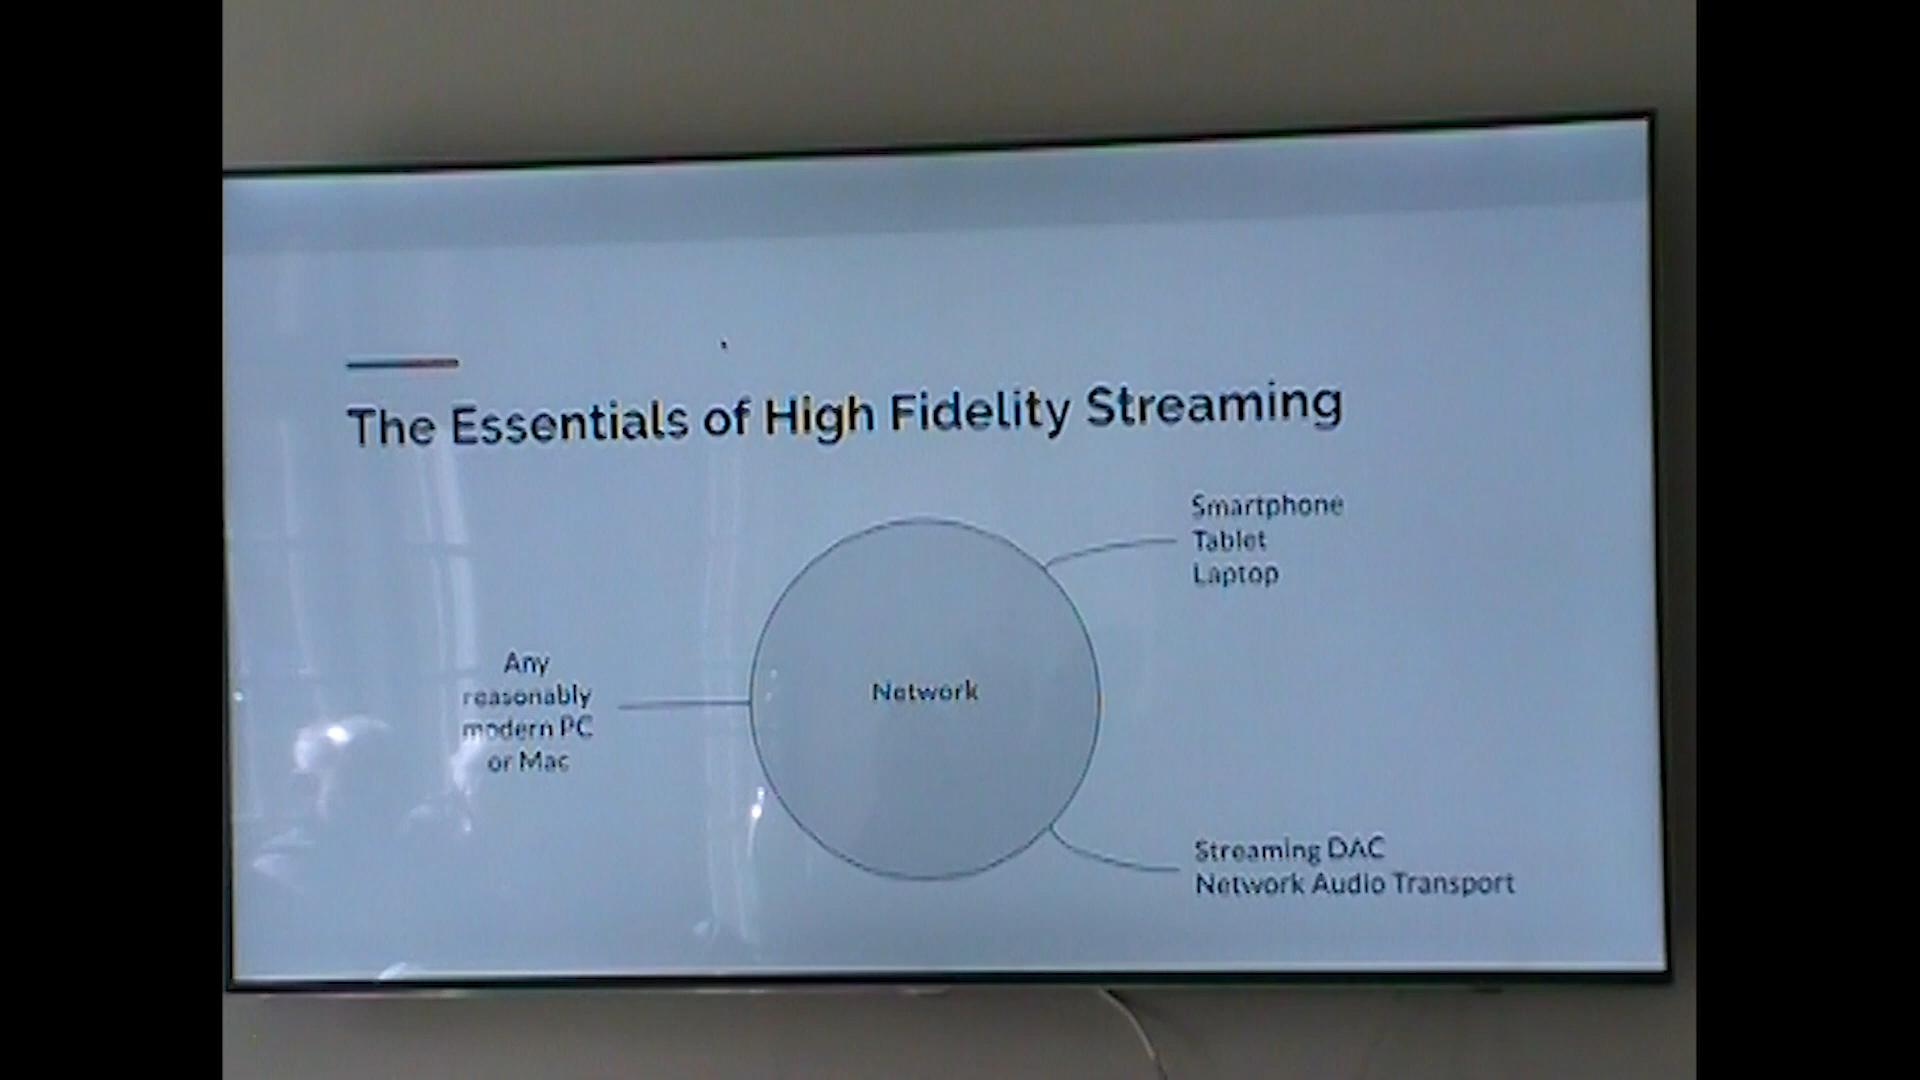 The Essentials of High Fidelity Streaming
Smartphone
Tablet
Laptop
Any
reasonably
modern PC
or Mac
Network
Streaming DAC
Network Audio Transport